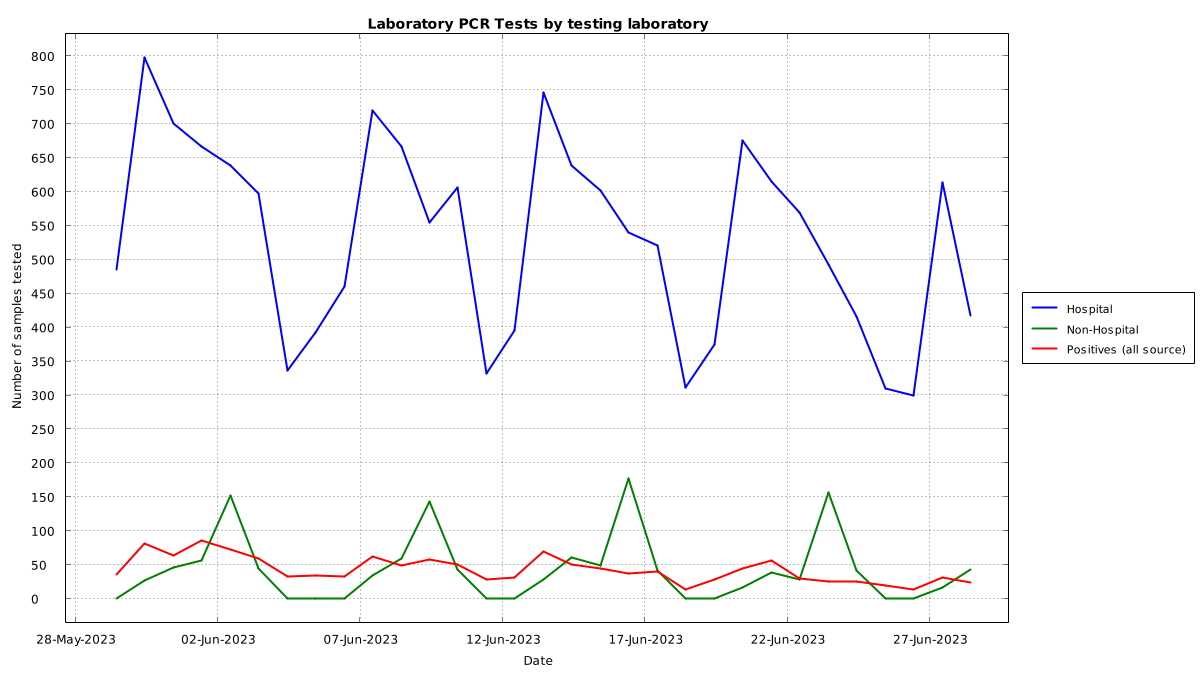 Laboratory PCR Tests by testing laboratory
Number of samples tested
800
750
700
650
600
550
500
450
400
350
300
250
200
150
100
50
0
28-May-2023 02-Jun-2023 07-Jun-2023 12-Jun-2023 17-Jun-2023 22-Jun-2023 27-Jun-2023
Date
Hospital
Non-Hospital
Positives (all source)